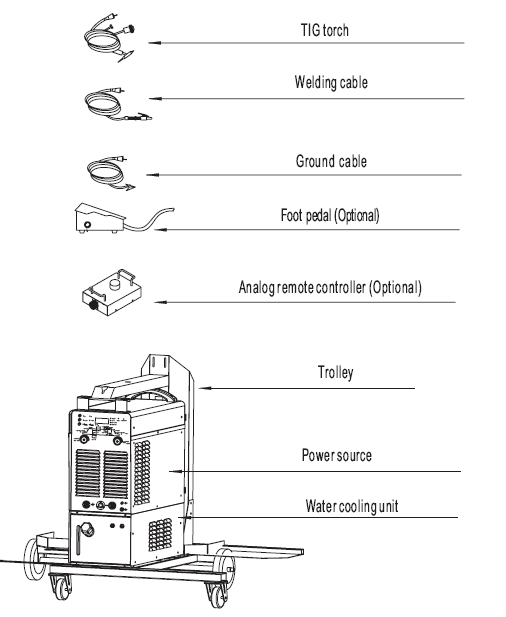 TIG torch
Welding cable
Ground cable
Foot pedal (Optional)
Analog remote controller (Optional)
Trolley
Power source
Water cooling unit